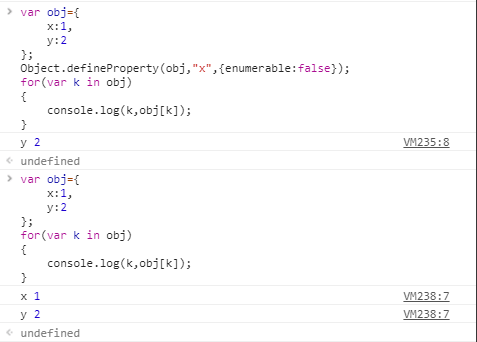 var obj={
    x:1,
    y:2
};
Object.defineProperty(obj,"x",{enumerable:false});
for(var k in obj)
{
    console.log(k,obj[k]);
}
y 2 VM235:8
undefined
var obj={
    x:1,
    y:2
};
for(var k in obj)
{
    console.log(k,obj[k]);
}
x 1 VM238:7
y 2 VM238:7
undefined